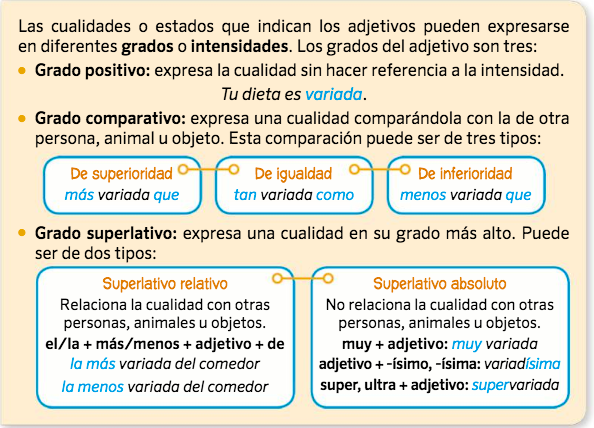 Las cualidades o estados que indican los adjetivos pueden expresarse
en diferentes grados o intensidades. Los grados del adjetivo son tres:
• Grado positivo: expresa la cualidad sin hacer referencia a la intensidad.
Tu dieta es variada.
• Grado comparativo: expresa una cualidad comparándola con la de otra
persona, animal u objeto. Esta comparación puede ser de tres tipos:
De superioridad
más variada que
De igualdad
tan variada como
De inferioridad
menos variada que
• Grado superlativo: expresa una cualidad en su grado más alto. Puede
ser de dos tipos:
Superlativo relativo
Relaciona la cualidad con otras
personas, animales u objetos.
el/la + más/menos + adjetivo + de
la más variada del comedor
la menos variada del comedor
Superlativo absoluto
No relaciona la cualidad con otras
personas, animales u objetos.
muy + adjetivo: muy variada
adjetivo + -ísimo, -ísima: variadísima
super, ultra + adjetivo: supervariada